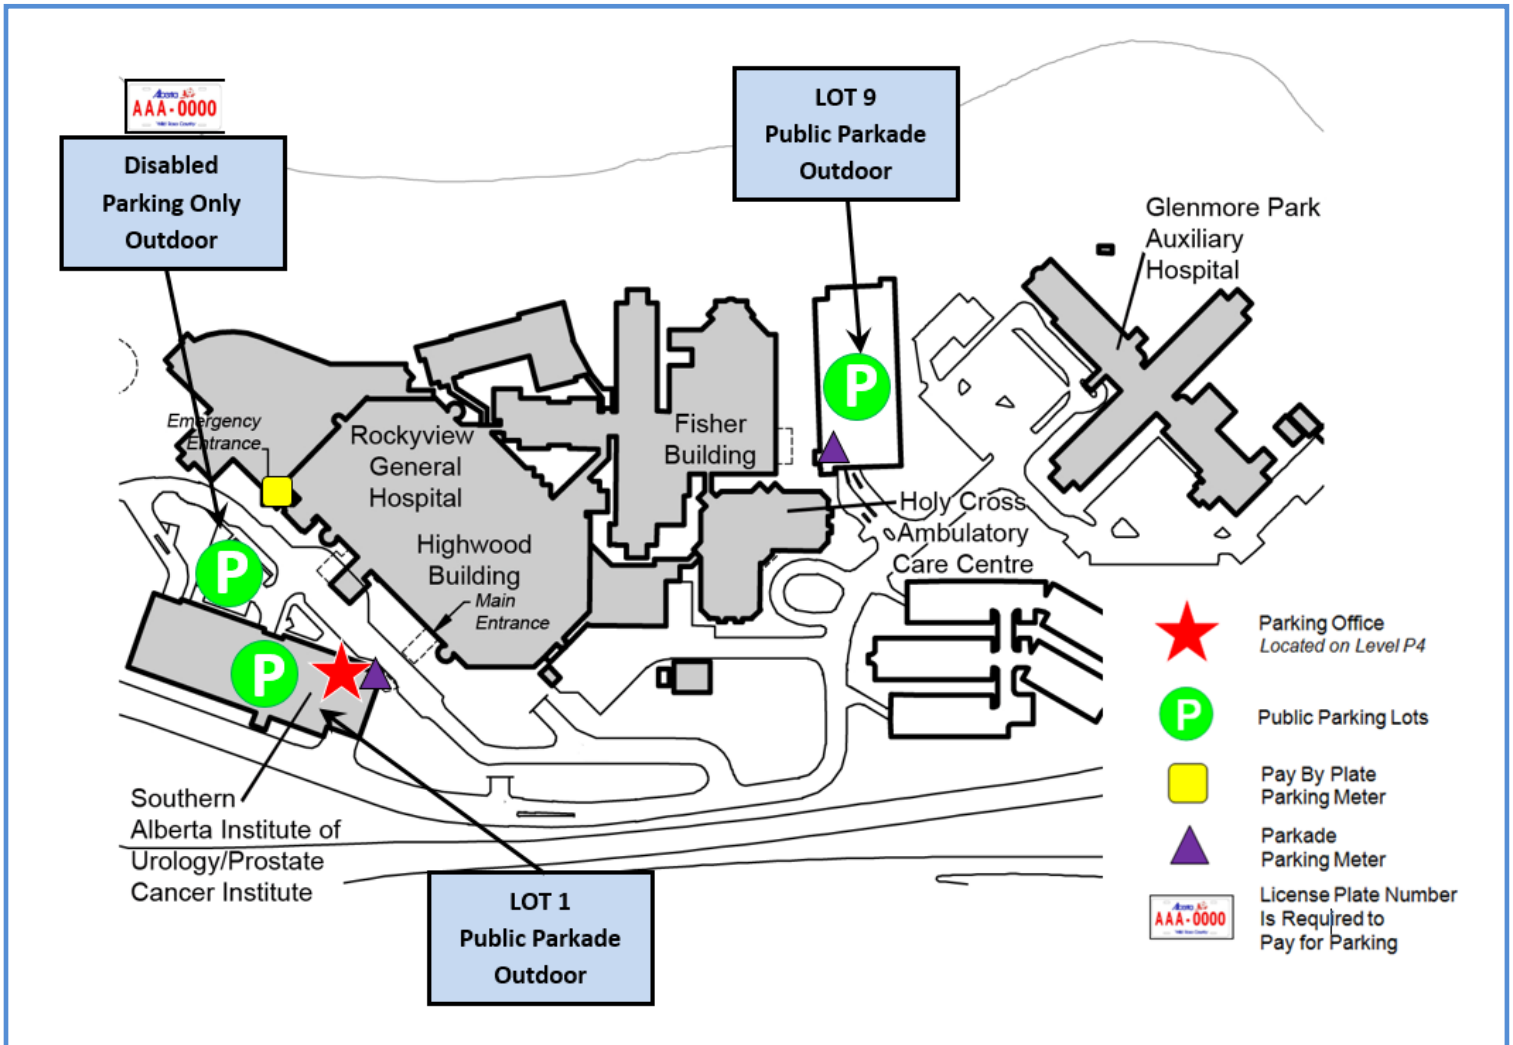 Alberta
AAA-0000
Disabled
Parking Only
Outdoor
LOT 9
Public Parkade
Outdoor
Glenmore Park
Auxiliary
Hospital
Emergency
Entrance
Rockyview
General
Hospital
Fisher
Building
P
Highwood
Building
Main
Entrance
Holy Cross
Ambulatory
Care Centre
P
P
Southern
Alberta Institute of
Urology/Prostate
Cancer Institute
LOT 1
Public Parkade
Outdoor
Parking Office
Located on Level P4
P
Public Parking Lots
Pay By Plate
Parking Meter
Parkade
Parking Meter
Alberta
AAA-0000
License Plate Number
Is Required to
Pay for Parking